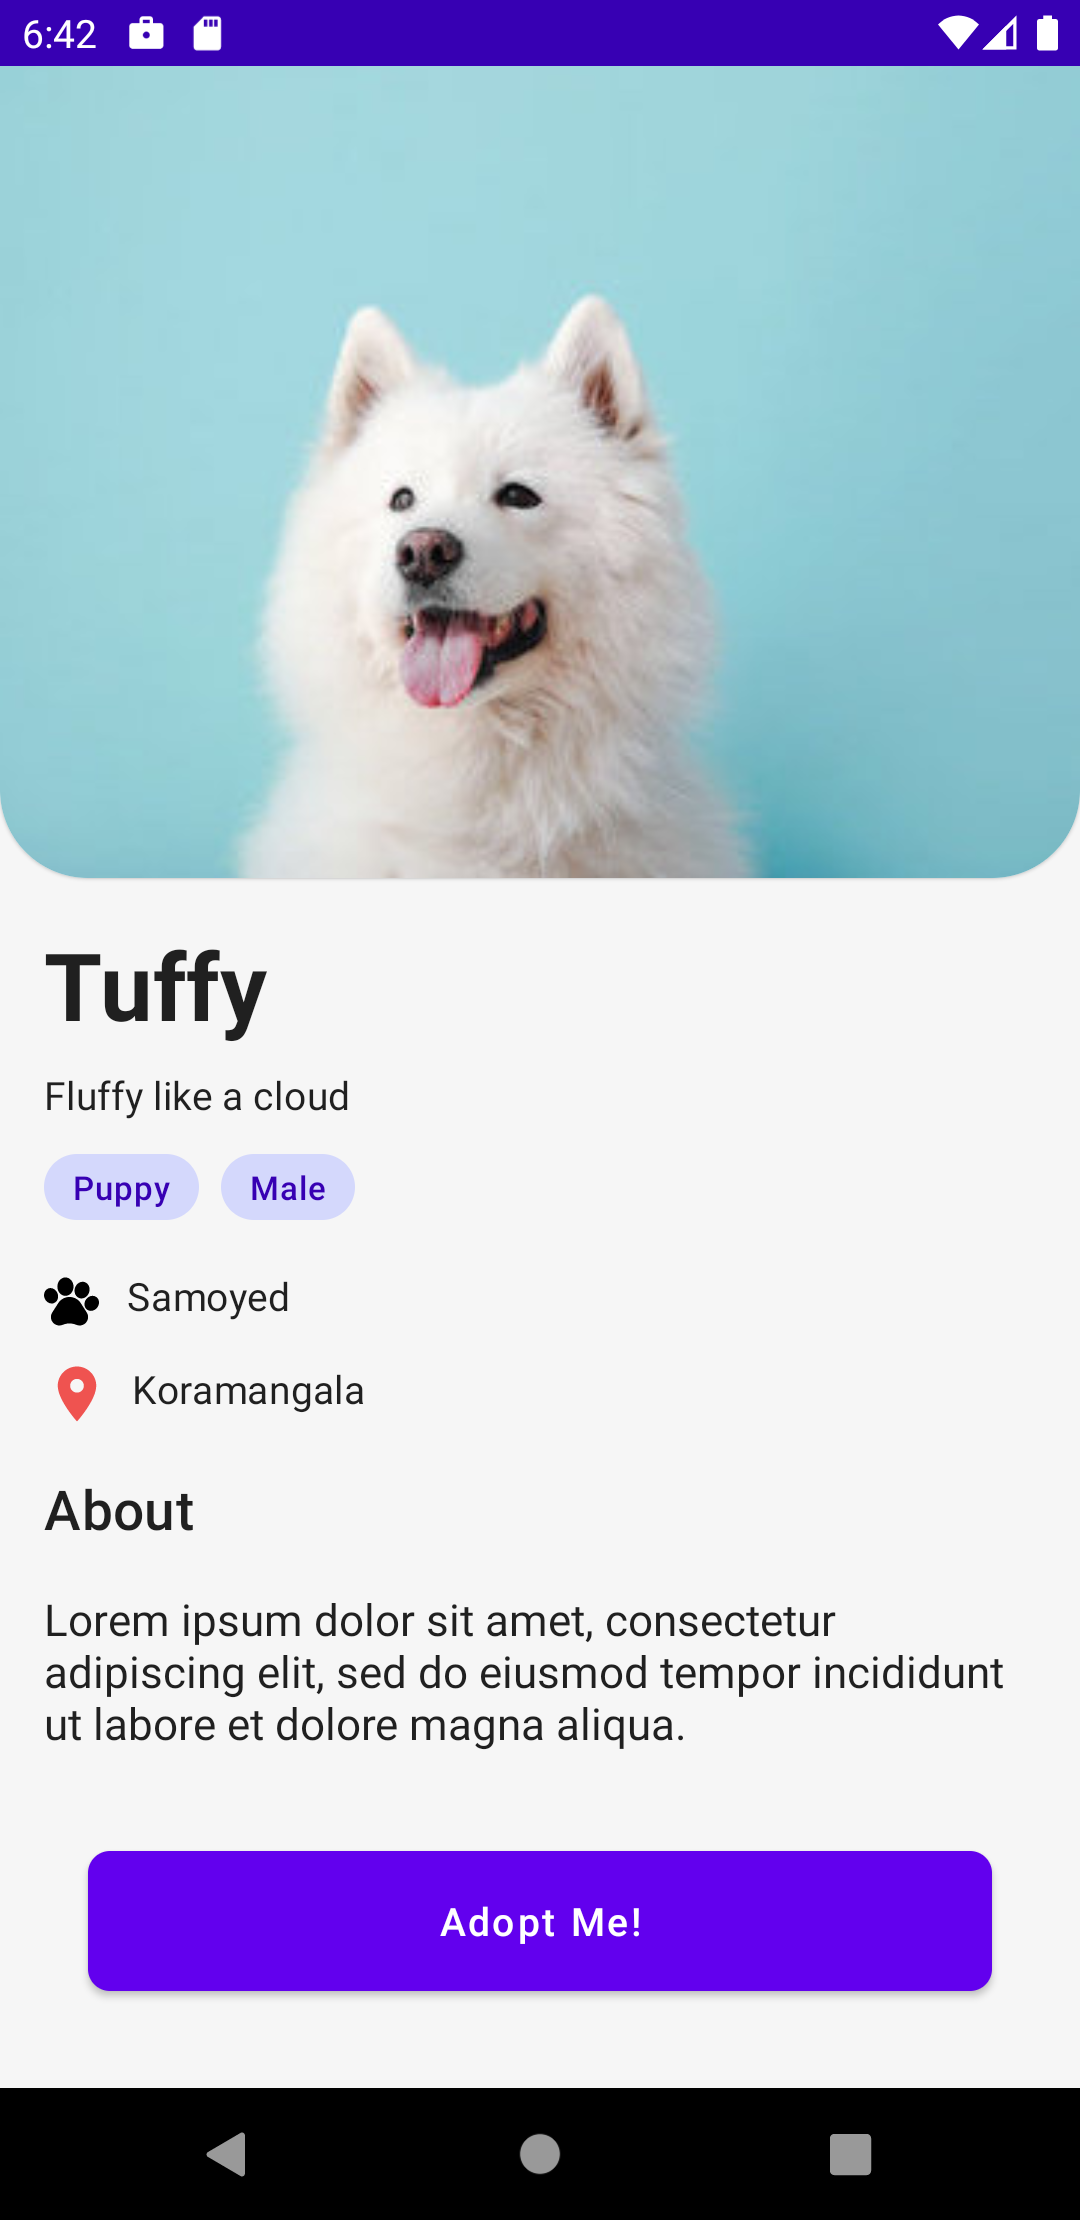 6:42
Tuffy
Fluffy like a cloud
Puppy Male
Samoyed
Koramangala
About
Lorem ipsum dolor sit amet, consectetur
adipiscing elit, sed do eiusmod tempor incididunt
ut labore et dolore magna aliqua.
Adopt Me!